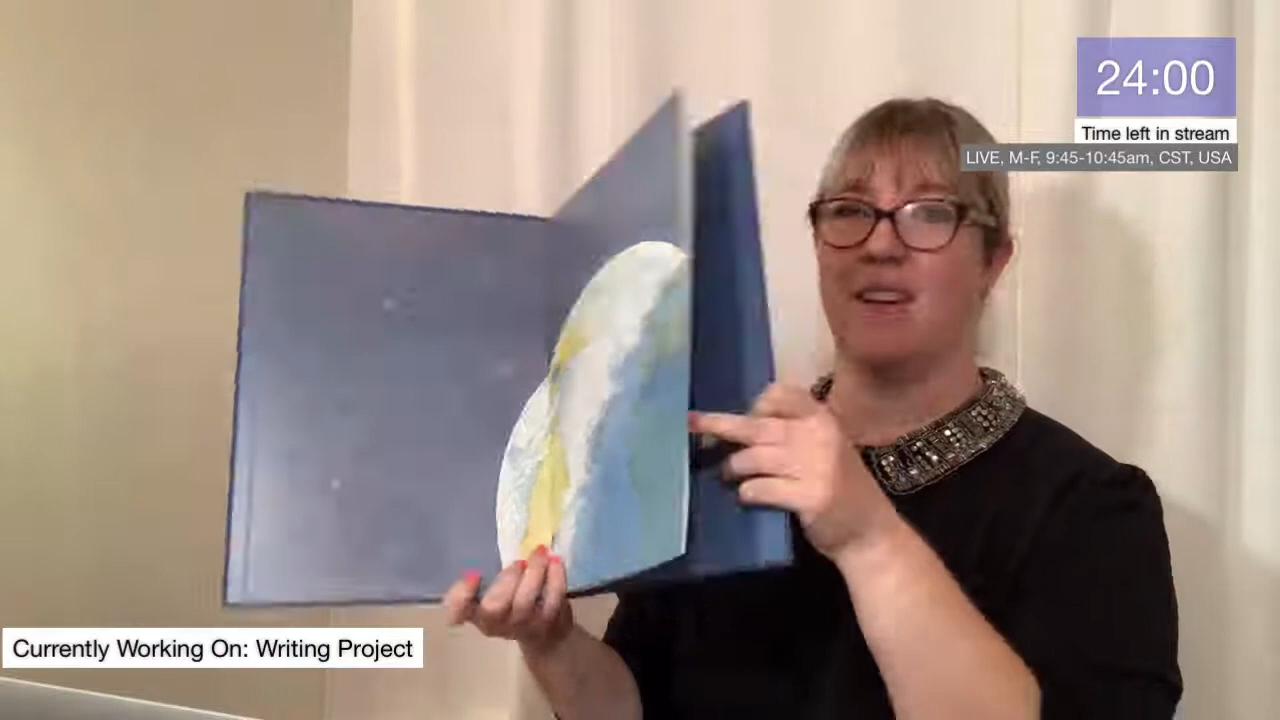 24:00
Time left in stream
LIVE, M-F, 9:45-10:45am, CST, USA
Currently Working On: Writing Project